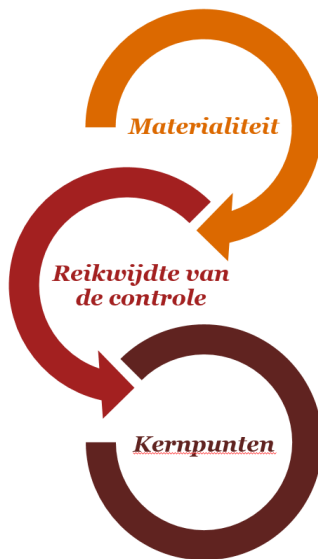 Materialiteit
Reikwijdte van
de controle
Kernpunten